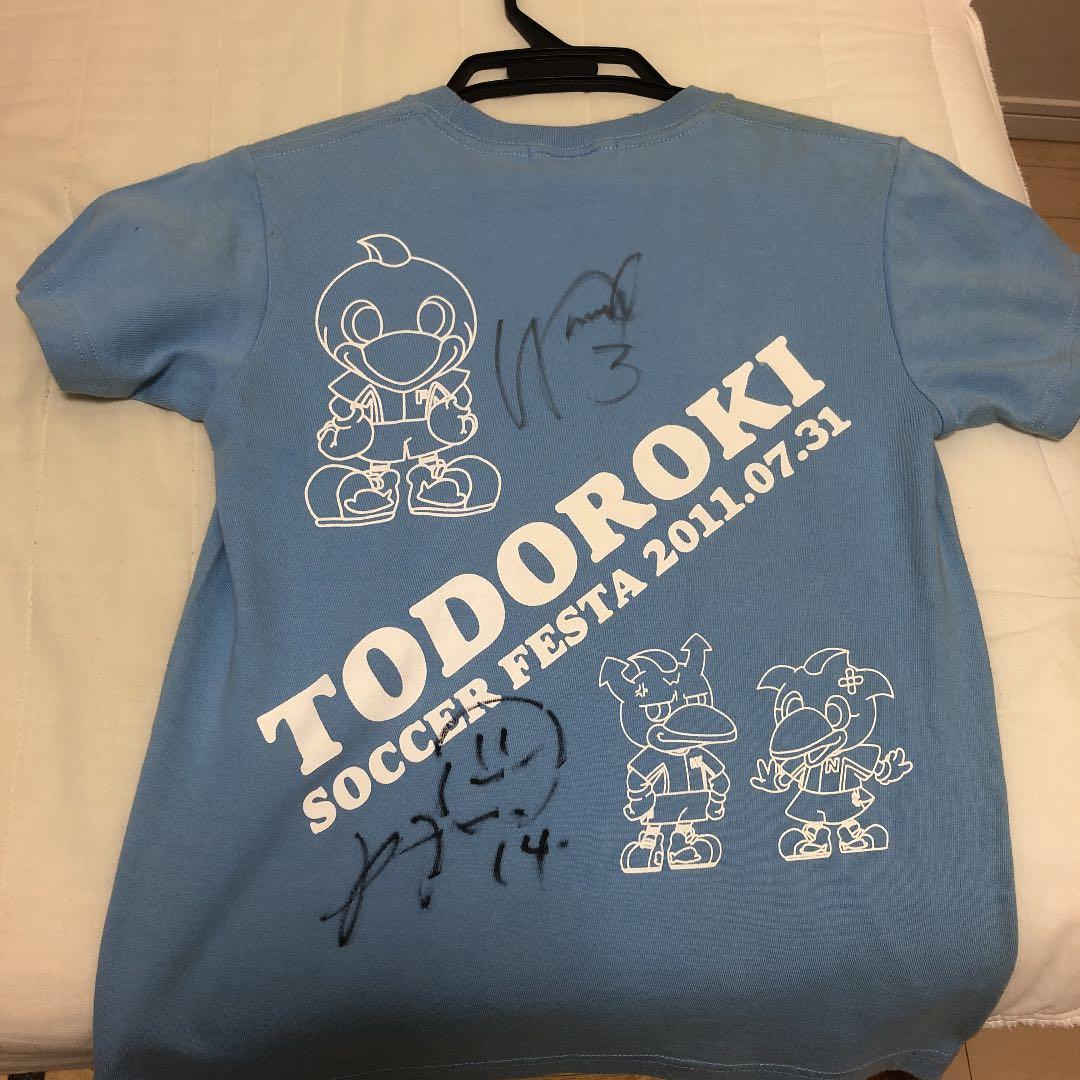 3
TODOROKI
SOCCER FESTA 2011.07.31
14.
N